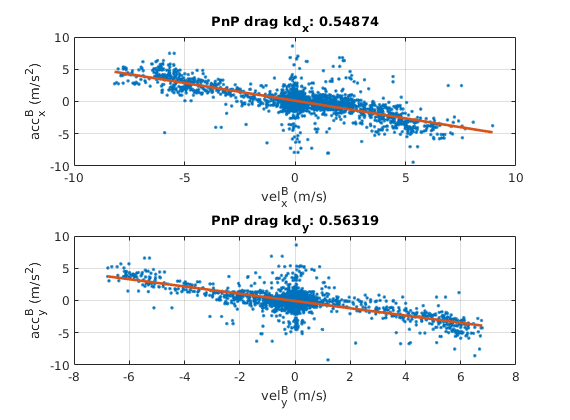 PnP drag kd_x: 0.54874
10
5
0
-5
-10
acc_x^B (m/s^2)
-10 -5 0 5 10
vel_x^B (m/s)
PnP drag kd_y: 0.56319
10
5
0
-5
-10
acc_y^B (m/s^2)
-8 -6 -4 -2 0 2 4 6 8
vel_y^B (m/s)